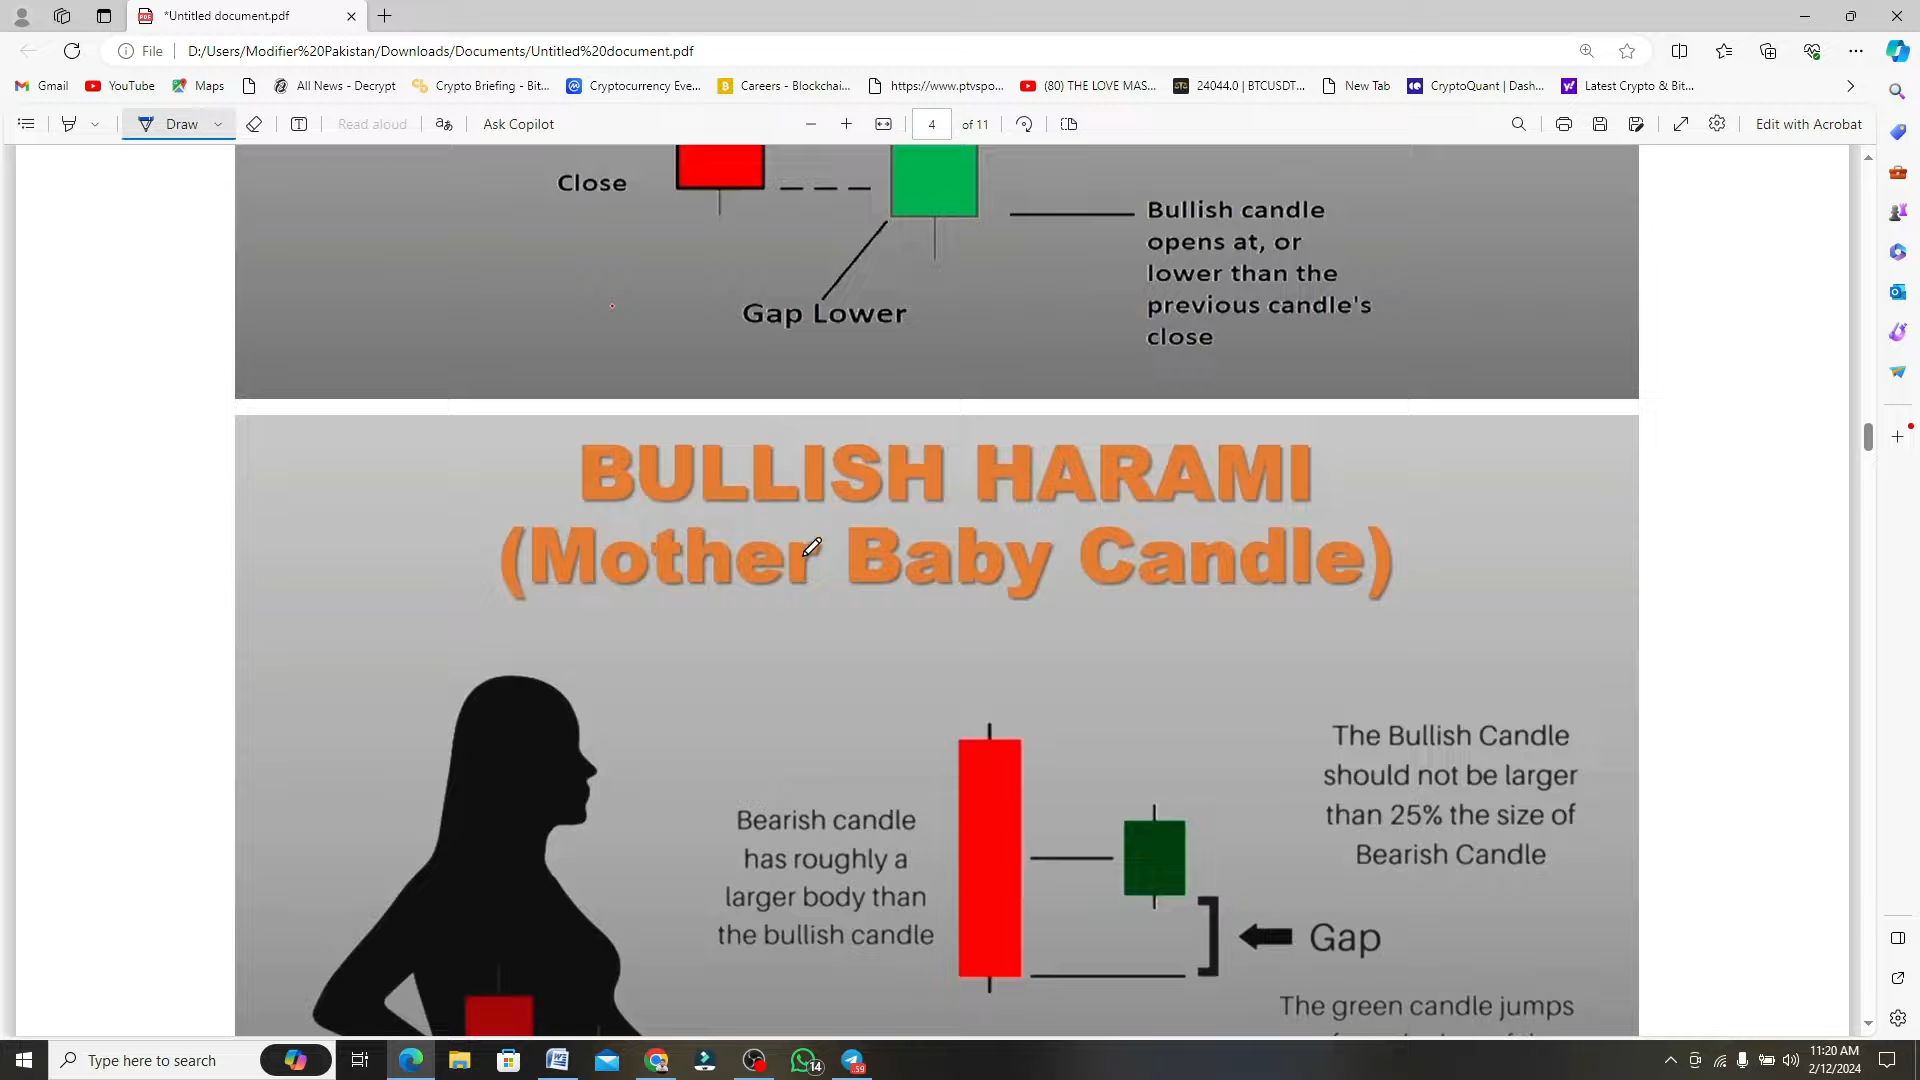 *Untitled document.pdf
File D:/Users/Modifier%20Pakistan/Downloads/Documents/Untitled%20document.pdf
Gmail YouTube Maps All News - Decrypt Crypto Briefing - Bit... Cryptocurrency Eve... Careers - Blockchai... https://www.ptvspo... (80) THE LOVE MAS... 24044.0 | BTCUSDT... New Tab CryptoQuant | Dash... Latest Crypto & Bit...
Draw Read aloud Ask Copilot 4 of 11 Edit with Acrobat
Close
Bullish candle
opens at, or
lower than the
previous candle's
close
Gap Lower
BULLISH HARAMI
(Mother Baby Candle)
The Bullish Candle
should not be larger
than 25% the size of
Bearish Candle
Bearish candle
has roughly a
larger body than
the bullish candle
Gap
The green candle jumps
Type here to search
14
59
11:20 AM
2/12/2024